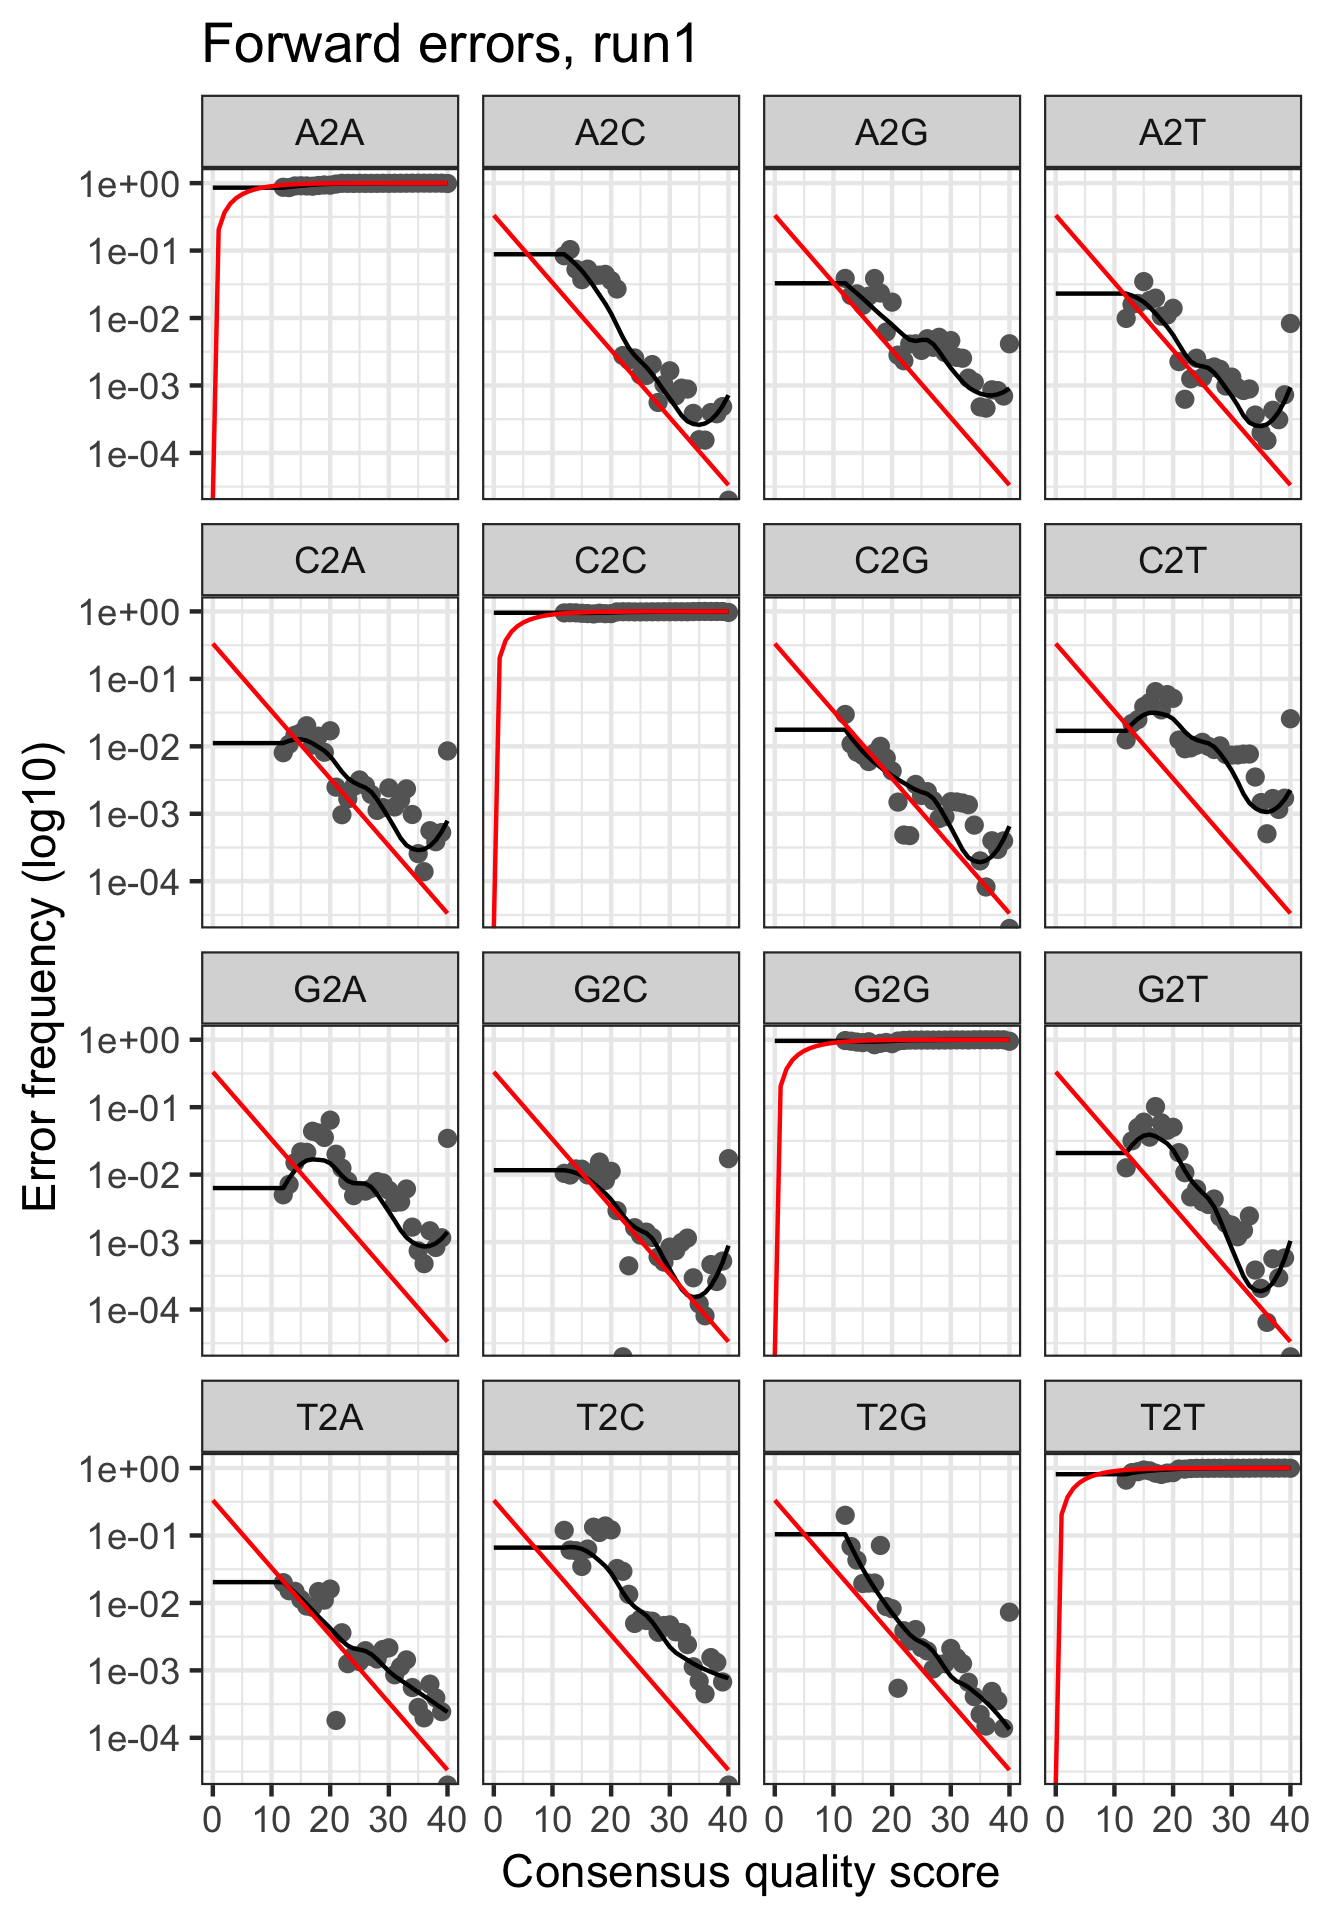 Forward errors, run1
A2A A2C A2G A2T
1e+00
1e-01
1e-02
1e-03
1e-04
C2A C2C C2G C2T
1e+00
1e-01
1e-02
1e-03
1e-04
G2A G2C G2G G2T
1e+00
1e-01
1e-02
1e-03
1e-04
T2A T2C T2G T2T
1e+00
1e-01
1e-02
1e-03
1e-04
0 10 20 30 40 0 10 20 30 40 0 10 20 30 40 0 10 20 30 40
Consensus quality score
Error frequency (log10)